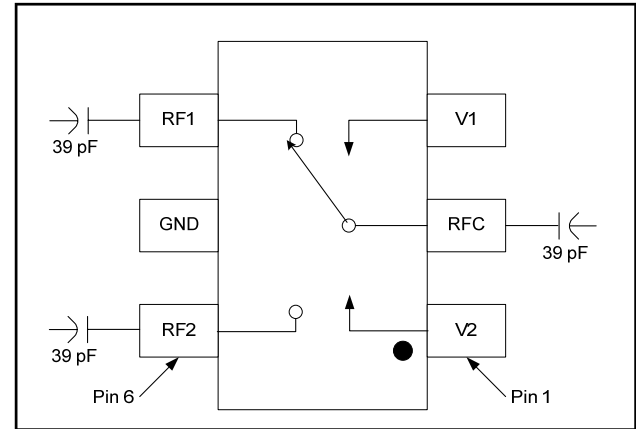 RF1
V1
39 pF
GND
RFC
39 pF
RF2
V2
39 pF
Pin 6
Pin 1